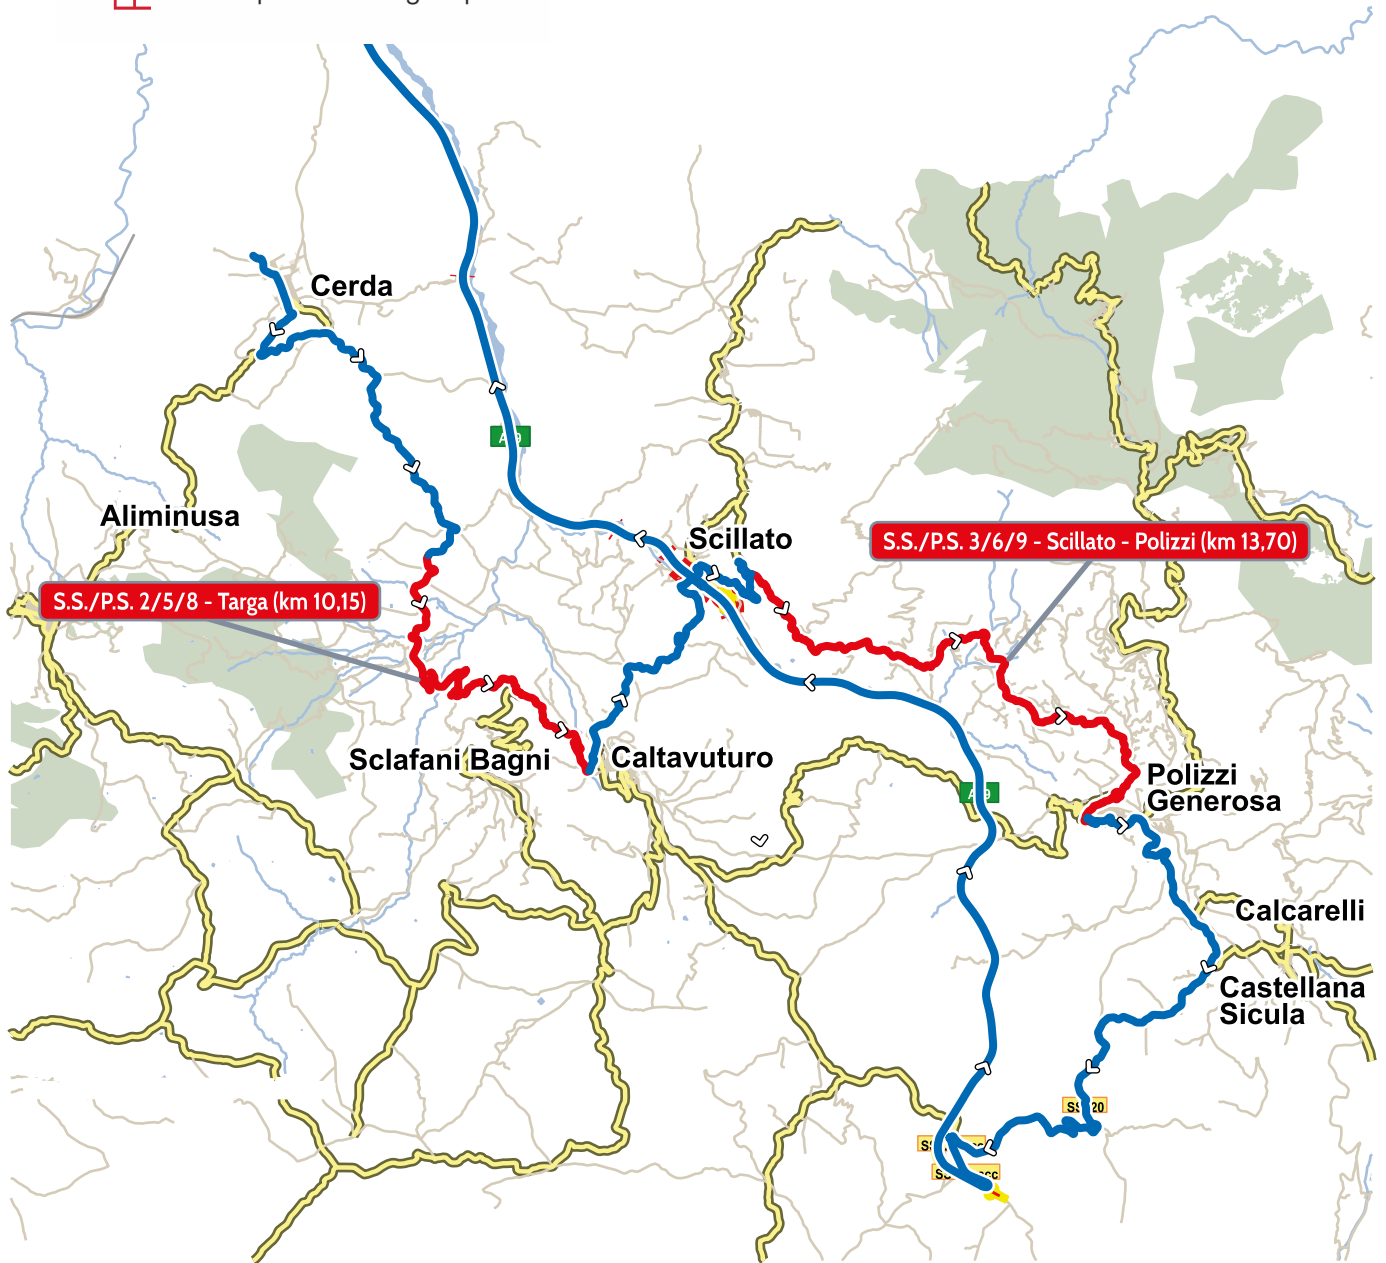 Cerda
Aliminusa
Scillato
S.S./P.S. 3/6/9 - Scillato - Polizzi (km 13,70)
S.S./P.S. 2/5/8 - Targa (km 10,15)
Sclafani Bagni
Caltavuturo
Polizzi
Generosa
Calcarelli
Castellana
Sicula